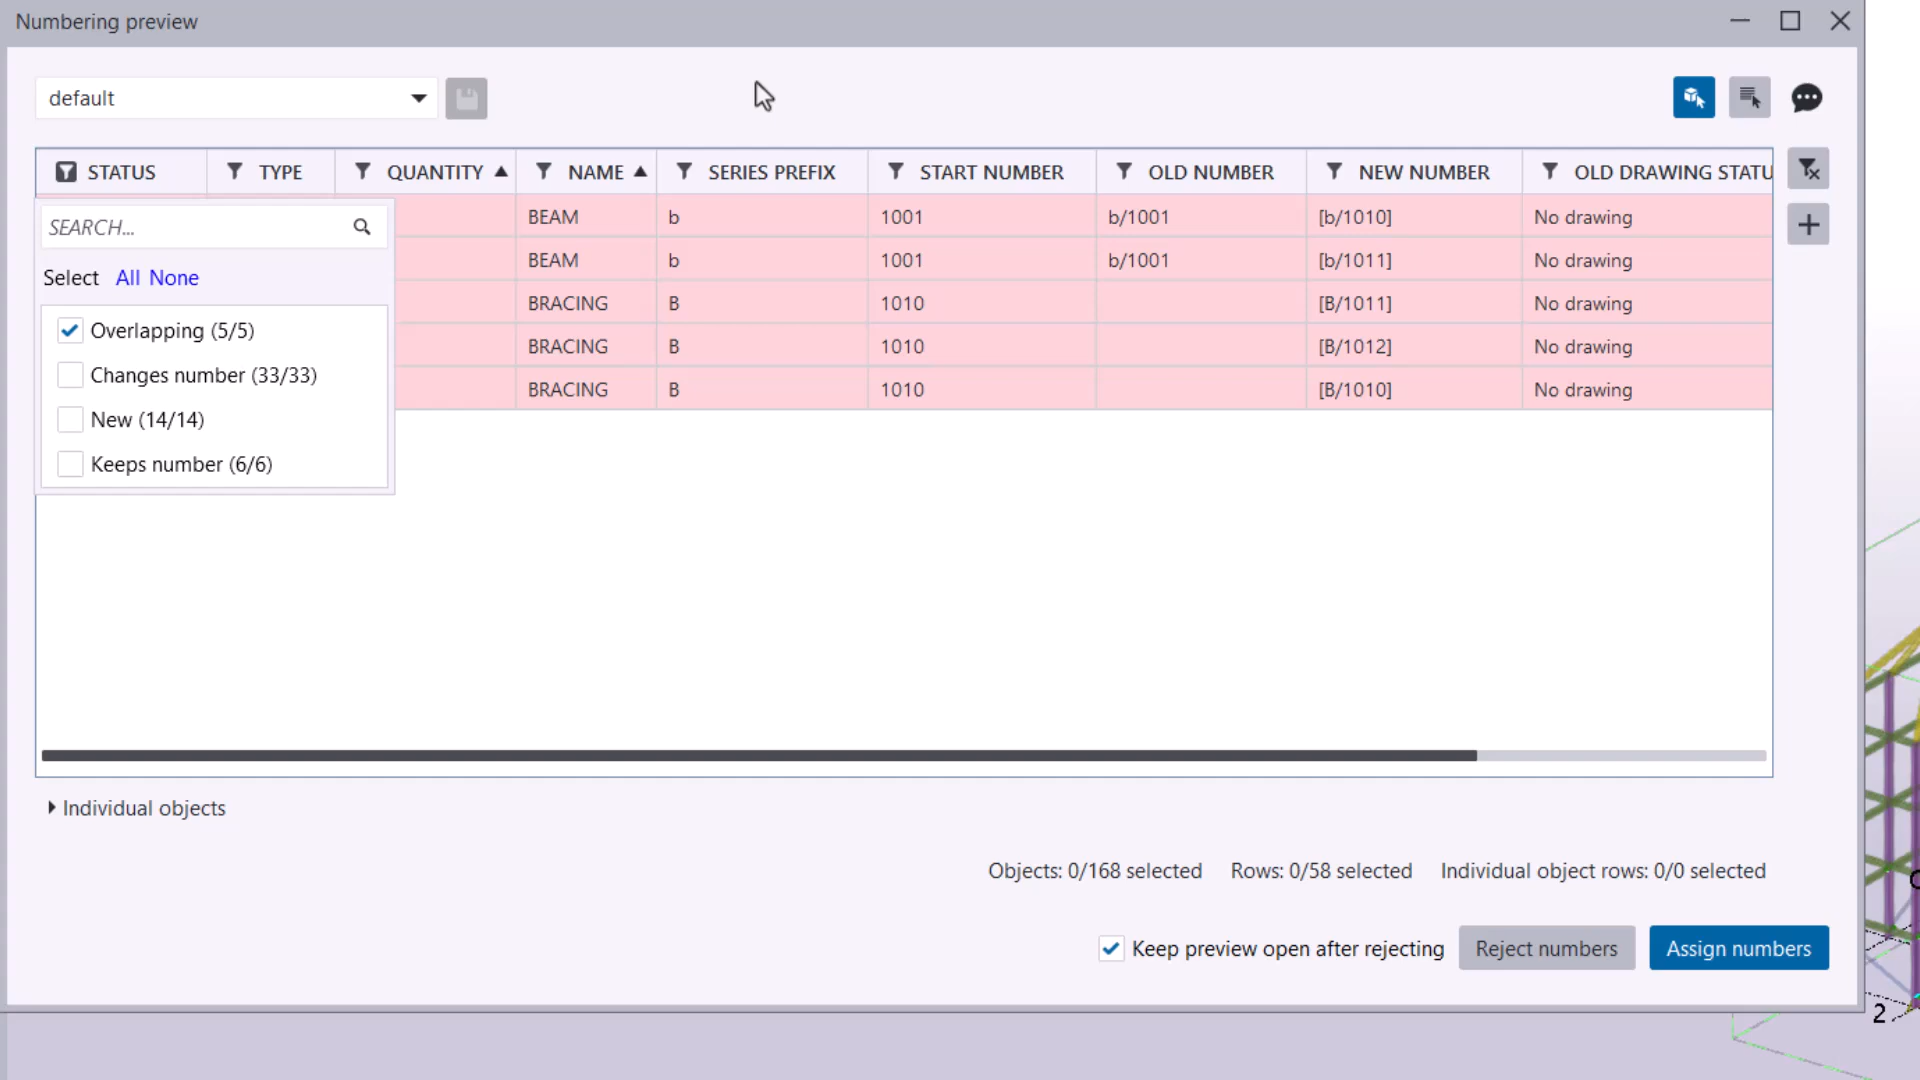 Numbering preview
default
STATUS TYPE QUANTITY NAME SERIES PREFIX START NUMBER OLD NUMBER NEW NUMBER OLD DRAWING STATU
SEARCH...
Select All None
Overlapping (5/5)
Changes number (33/33)
New (14/14)
Keeps number (6/6)
BEAM b 1001 b/1001 [b/1010] No drawing
BEAM b 1001 b/1001 [b/1011] No drawing
BRACING B 1010 [B/1011] No drawing
BRACING B 1010 [B/1012] No drawing
BRACING B 1010 [B/1010] No drawing
Individual objects
Objects: 0/168 selected Rows: 0/58 selected Individual object rows: 0/0 selected
Keep preview open after rejecting Reject numbers Assign numbers
2